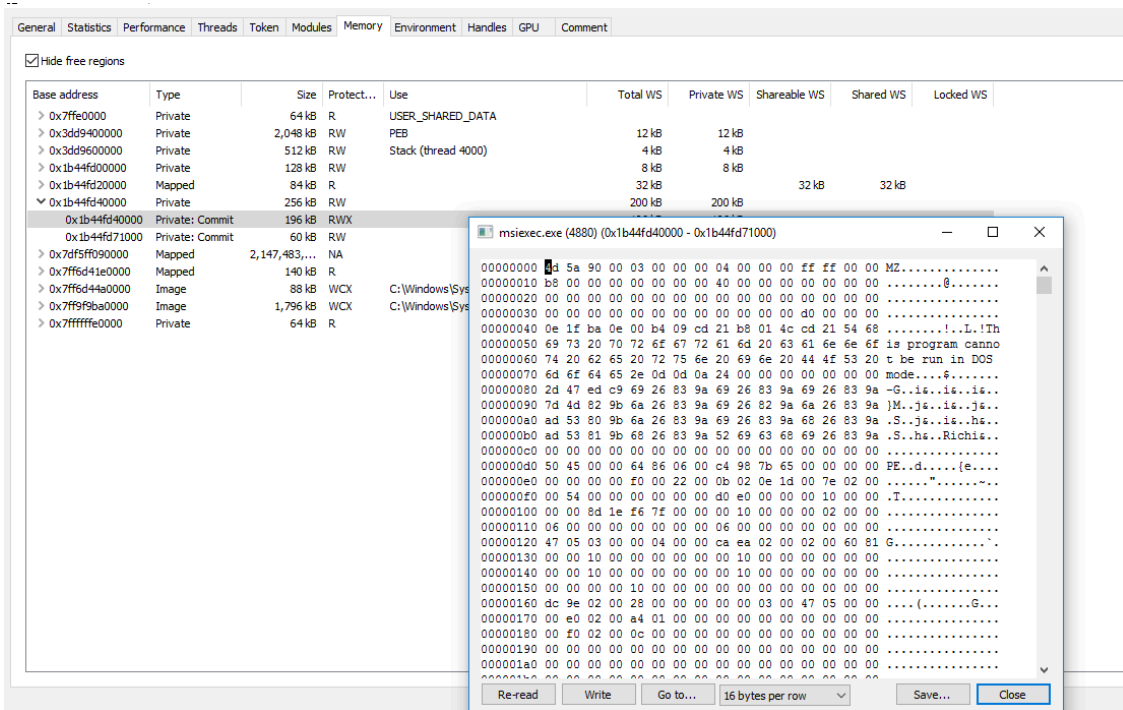 General Statistics Performance Threads Token Modules Memory Environment Handles GPU Comment
Hide free regions
Base address Type Size Protect... Use Total WS Private WS Shareable WS Shared WS Locked WS
0x7ffe0000 Private 64 kB R USER_SHARED_DATA
0x3dd9400000 Private 2,048 kB RW PEB 12 kB 12 kB
0x3dd9600000 Private 512 kB RW Stack (thread 4000) 4 kB 4 kB
0x1b44fd00000 Private 128 kB RW 8 kB 8 kB
0x1b44fd20000 Mapped 84 kB R 32 kB 32 kB 32 kB
0x1b44fd40000 Private 256 kB RW 200 kB 200 kB
0x1b44fd40000 Private: Commit 196 kB RWX
0x1b44fd71000 Private: Commit 60 kB RW
0x7df5ff090000 Mapped 2,147,483,... NA
0x7ff6d41e0000 Mapped 140 kB R
0x7ff6d44a0000 Image 88 kB WCX C:\Windows\Sys
0x7ff9f9ba0000 Image 1,796 kB WCX C:\Windows\Sys
0x7ffffffe0000 Private 64 kB R
msiexec.exe (4880) (0x1b44fd40000 - 0x1b44fd71000)
00000000 4d 5a 90 00 03 00 00 00 04 00 00 00 ff ff 00 00 MZ..............
00000010 b8 00 00 00 00 00 00 00 40 00 00 00 00 00 00 00 ........@.......
00000020 00 00 00 00 00 00 00 00 00 00 00 00 00 00 00 00 ................
00000030 00 00 00 00 00 00 00 00 00 00 00 00 d0 00 00 00 ................
00000040 0e 1f ba 0e 00 b4 09 cd 21 b8 01 4c cd 21 54 68 ........!..L.!Th
00000050 69 73 20 70 72 6f 67 72 61 6d 20 63 61 6e 6e 6f is program canno
00000060 74 20 62 65 20 72 75 6e 20 69 6e 20 44 4f 53 20 t be run in DOS
00000070 6d 6f 64 65 2e 0d 0d 0a 24 00 00 00 00 00 00 00 mode....$.......
00000080 2d 47 ed c9 69 26 83 9a 69 26 83 9a 69 26 83 9a -G..i&..i&..i&..
00000090 7d 4d 82 9b 6a 26 83 9a 69 26 82 9a 6a 26 83 9a }M..j&..i&..j&..
000000a0 ad 53 80 9b 6a 26 83 9a 69 26 83 9a 68 26 83 9a .S..j&..i&..h&..
000000b0 ad 53 81 9b 68 26 83 9a 52 69 63 68 69 26 83 9a .S..h&..Richi&..
000000c0 00 00 00 00 00 00 00 00 00 00 00 00 00 00 00 00 ................
000000d0 50 45 00 00 64 86 06 00 c4 98 7b 65 00 00 00 00 PE..d.....{e....
000000e0 00 00 00 00 f0 00 22 00 0b 02 0e 1d 00 7e 02 00 ......"......~..
000000f0 00 54 00 00 00 00 00 00 d0 e0 00 00 00 10 00 00 .T..............
00000100 00 00 8d 1e f6 7f 00 00 00 10 00 00 00 02 00 00 ................
00000110 06 00 00 00 00 00 00 00 06 00 00 00 00 00 00 00 ................
00000120 47 05 03 00 00 04 00 00 ca ea 02 00 02 00 60 81 G.............`.
00000130 00 00 10 00 00 00 00 00 00 10 00 00 00 00 00 00 ................
00000140 00 00 10 00 00 00 00 00 00 10 00 00 00 00 00 00 ................
00000150 00 00 00 00 10 00 00 00 00 00 00 00 00 00 00 00 ................
00000160 dc 9e 02 00 28 00 00 00 00 00 03 00 47 05 00 00 ....(.......G...
00000170 00 e0 02 00 a4 01 00 00 00 00 00 00 00 00 00 00 ................
00000180 00 f0 02 00 0c 00 00 00 00 00 00 00 00 00 00 00 ................
00000190 00 00 00 00 00 00 00 00 00 00 00 00 00 00 00 00 ................
000001a0 00 00 00 00 00 00 00 00 00 00 00 00 00 00 00 00 ................
Re-read Write Go to... 16 bytes per row Save... Close